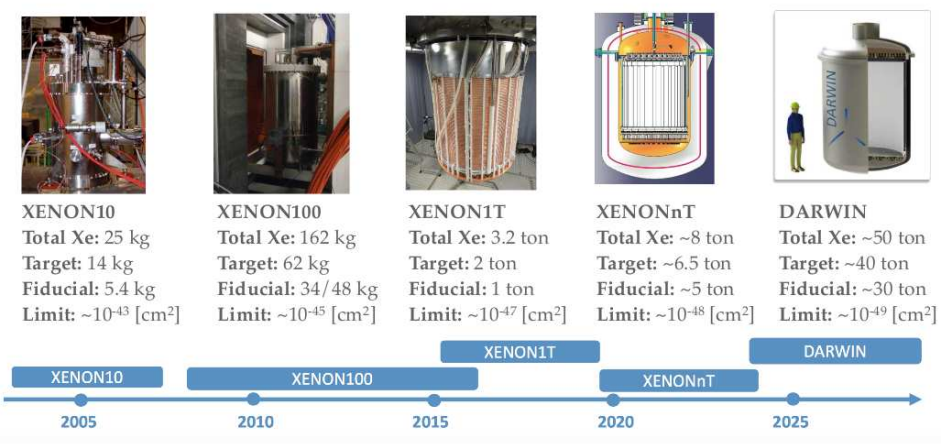 DARWIN
XENON10
Total Xe: 25 kg
Target: 14 kg
Fiducial: 5.4 kg
Limit: ~10⁻⁴³ [cm²]
XENON100
Total Xe: 162 kg
Target: 62 kg
Fiducial: 34/48 kg
Limit: ~10⁻⁴⁵ [cm²]
XENON1T
Total Xe: 3.2 ton
Target: 2 ton
Fiducial: 1 ton
Limit: ~10⁻⁴⁷ [cm²]
XENONnT
Total Xe: ~8 ton
Target: ~6.5 ton
Fiducial: ~5 ton
Limit: ~10⁻⁴⁸ [cm²]
DARWIN
Total Xe: ~50 ton
Target: ~40 ton
Fiducial: ~30 ton
Limit: ~10⁻⁴⁹ [cm²]
XENON1T
DARWIN
XENON10
XENON100
XENONnT
2005
2010
2015
2020
2025